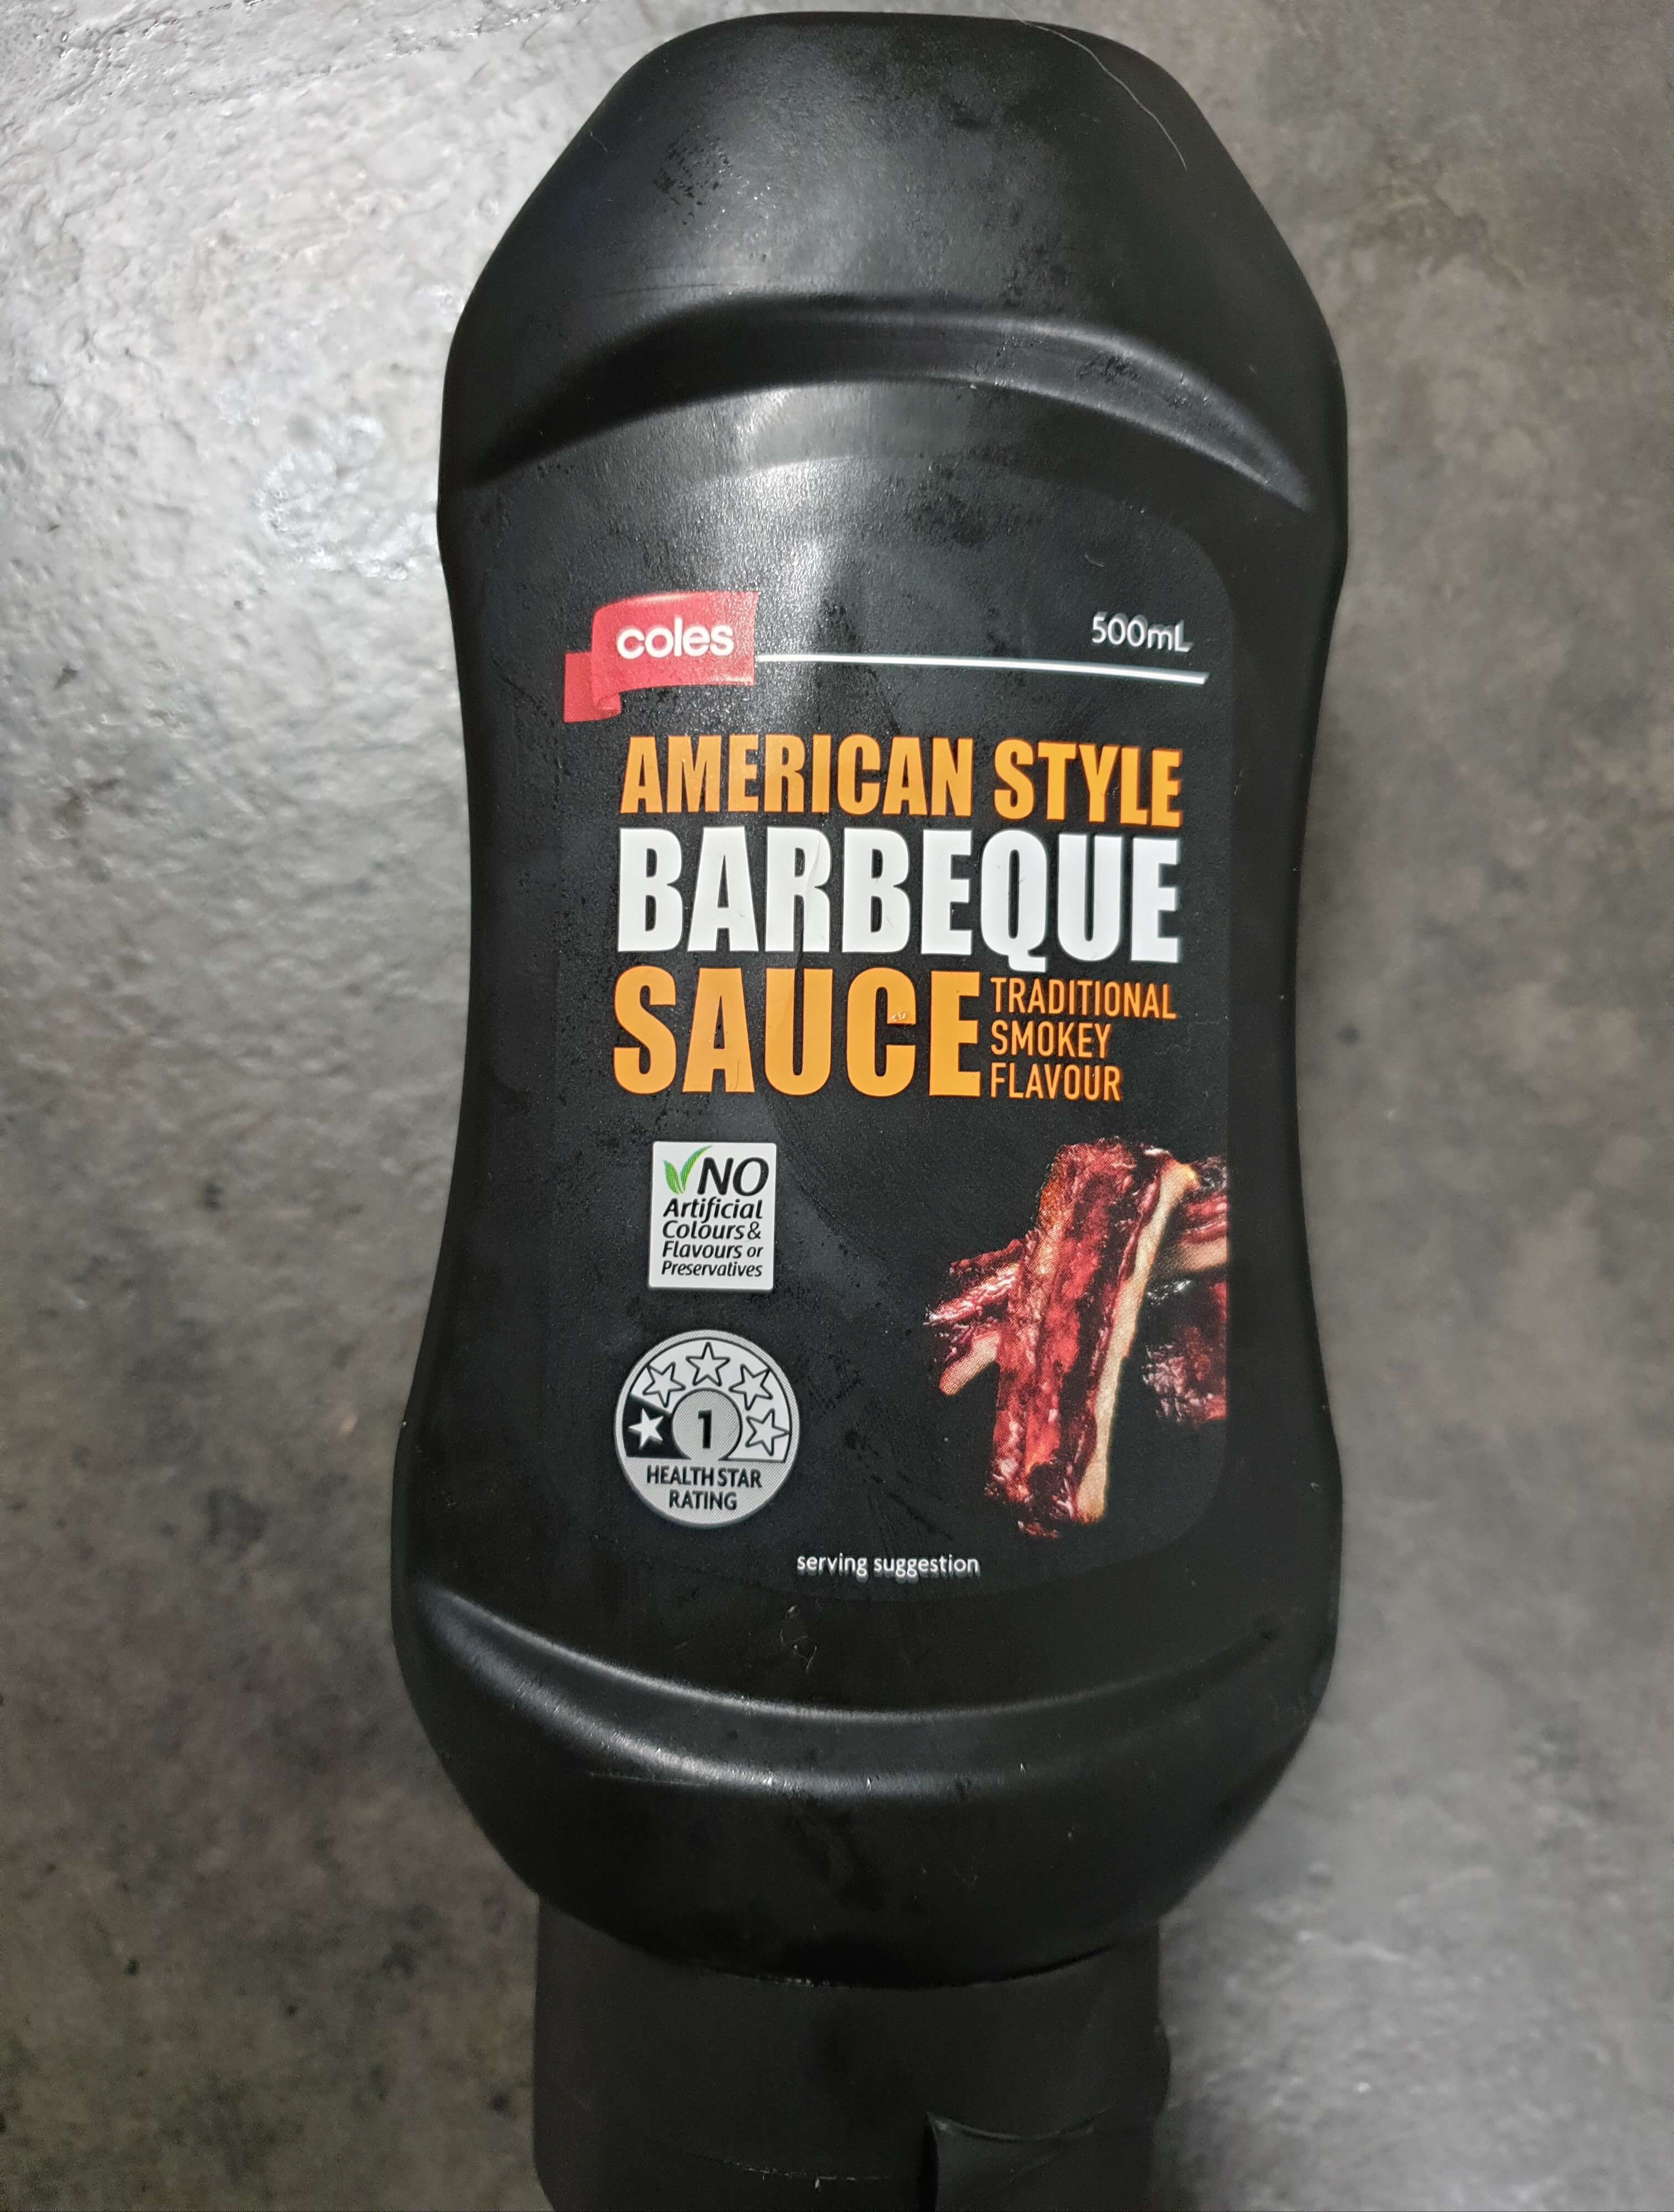 coles
500mL
AMERICAN STYLE
BARBEQUE
SAUCE
TRADITIONAL
SMOKEY
FLAVOUR
NO
Artificial
Colours &
Flavours or
Preservatives
1
HEALTH STAR
RATING
serving suggestion